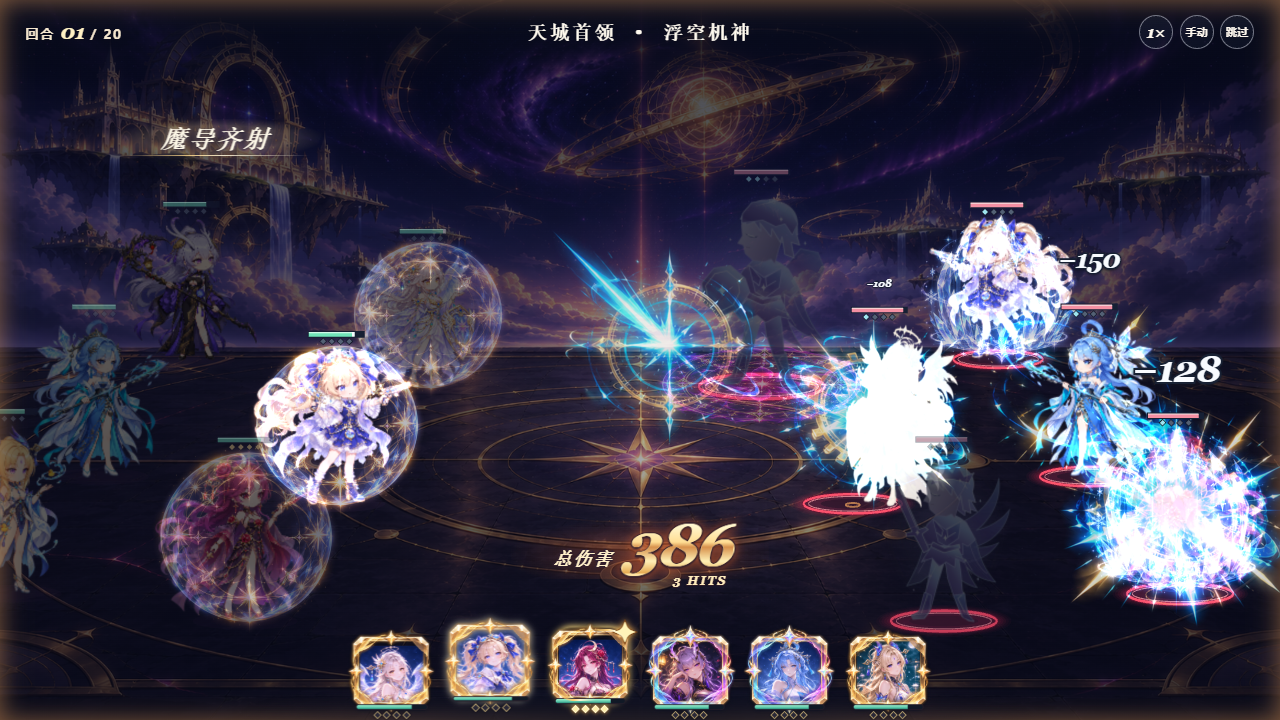 回合 01 / 20
天城首领 • 浮空机神
1×
手动
跳过
魔导齐射
-150
-108
-128
总伤害 386
3 HITS